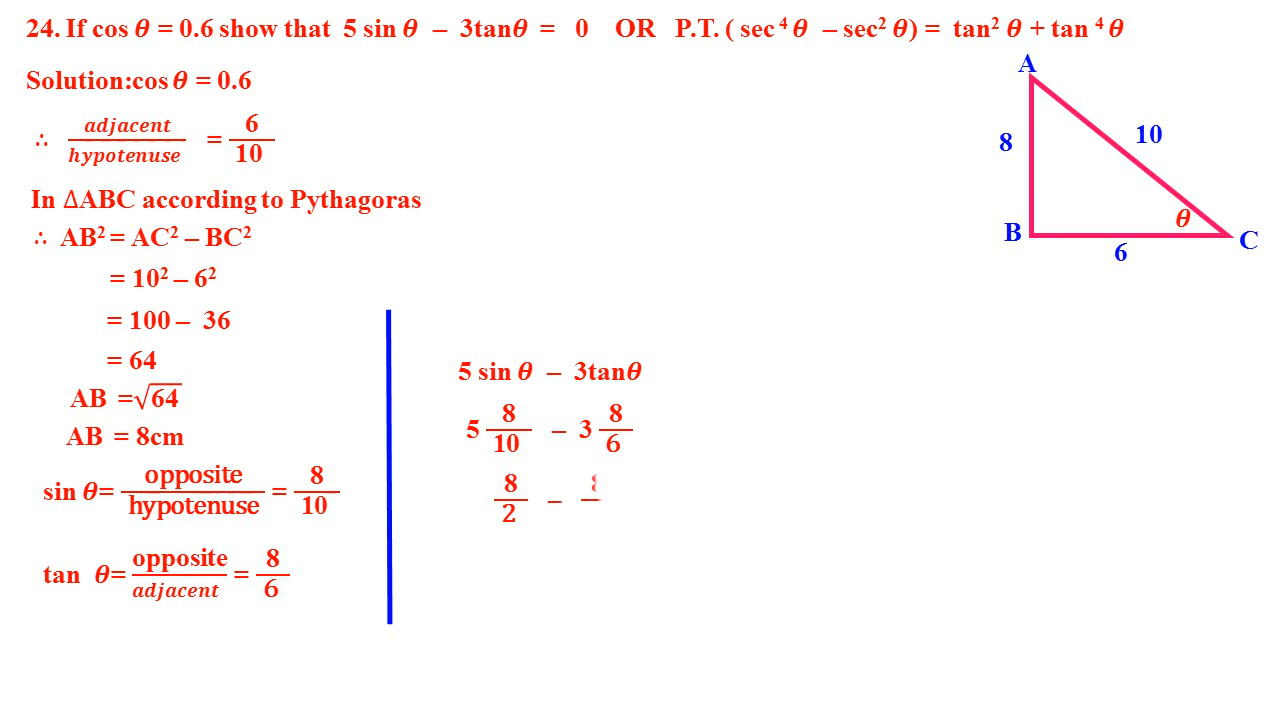 24. If cos θ = 0.6 show that 5 sin θ – 3tanθ = 0 OR P.T. ( sec⁴ θ – sec² θ) = tan² θ + tan ⁴ θ
Solution:cos θ = 0.6
∴ adjacent/hypotenuse = 6/10
In ΔABC according to Pythagoras
∴ AB² = AC² – BC²
= 10² – 6²
= 100 – 36
= 64
AB =√64
AB = 8cm
sin θ= opposite/hypotenuse = 8/10
tan θ= opposite/adjacent = 8/6
5 sin θ – 3tanθ
5 8/10 – 3 8/6
8/2 –
A
8
10
θ
B
C
6